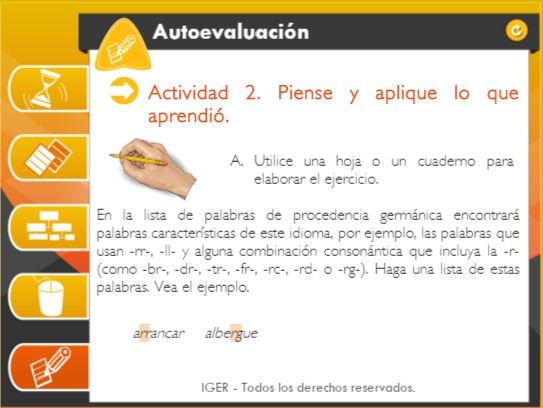 Autoevaluación
Actividad 2. Piense y aplique lo que
aprendió.
A. Utilice una hoja o un cuaderno para
elaborar el ejercicio.
En la lista de palabras de procedencia germánica encontrará
palabras características de este idioma, por ejemplo, las palabras que
usan -rr-, -ll- y alguna combinación consonántica que incluya la -r-
(como -br-, -dr-, -tr-, -fr-, -rc-, -rd- o -rg-). Haga una lista de estas
palabras. Vea el ejemplo.
arrancar albergue
IGER - Todos los derechos reservados.